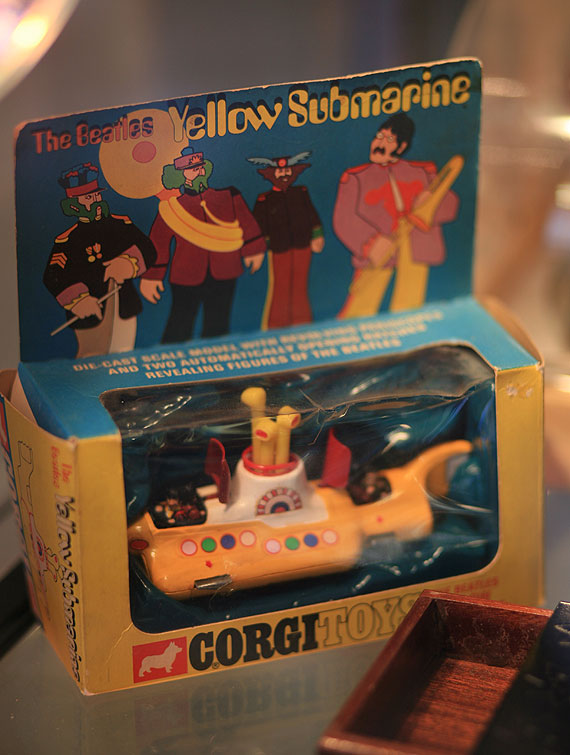 The Beatles Yellow Submarine
DIE-CAST SCALE MODEL WITH REVOLVING PERISCOPES
AND TWO AUTOMATICALLY OPENING HATCHES
REVEALING FIGURES OF THE BEATLES
The Beatles Yellow Submarine
CORGI TOYS
BEATLES